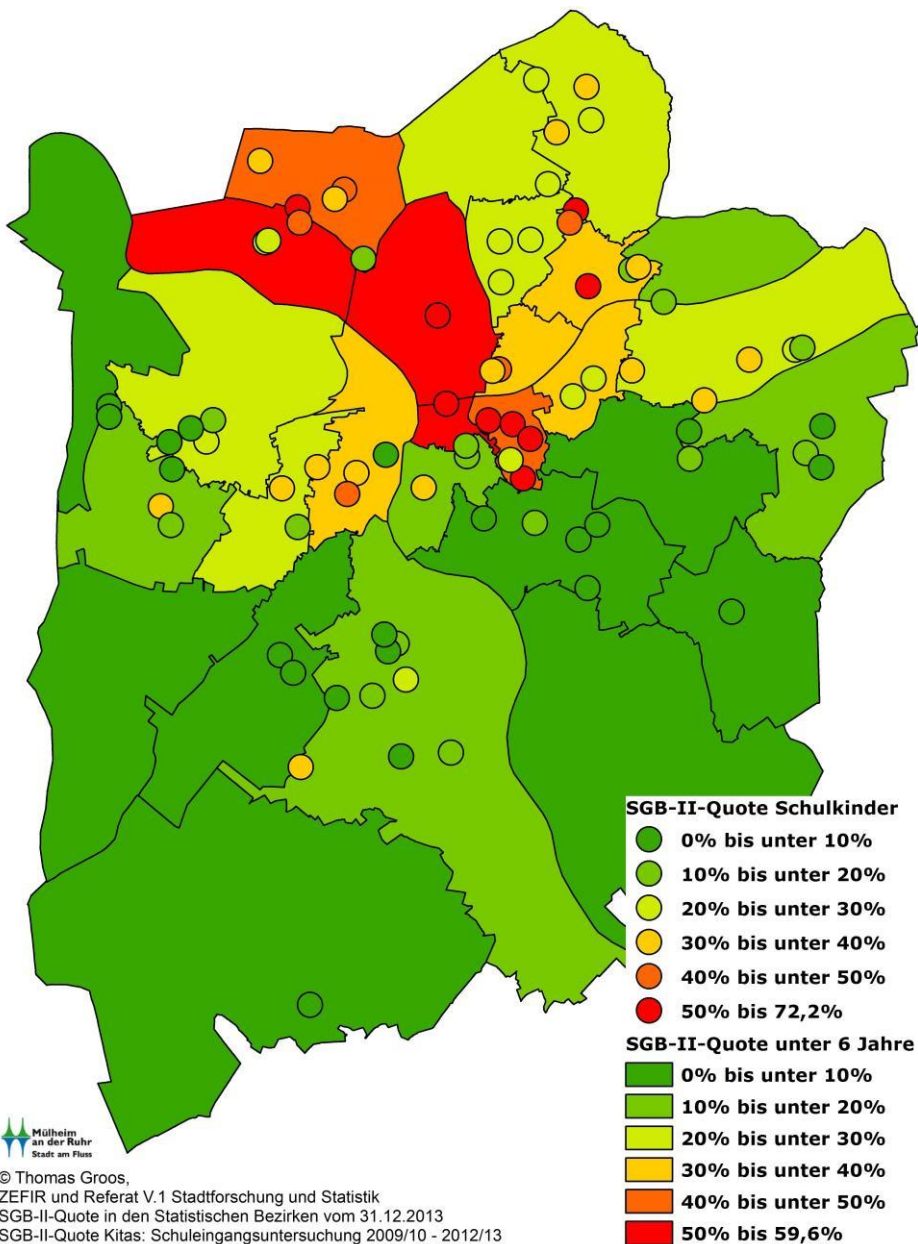 SGB-II-Quote Schulkinder
0% bis unter 10%
10% bis unter 20%
20% bis unter 30%
30% bis unter 40%
40% bis unter 50%
50% bis 72,2%
SGB-II-Quote unter 6 Jahre
0% bis unter 10%
10% bis unter 20%
20% bis unter 30%
30% bis unter 40%
40% bis unter 50%
50% bis 59,6%
Mülheim
an der Ruhr
Stadt am Fluss
© Thomas Groos,
ZEFIR und Referat V.1 Stadtforschung und Statistik
SGB-II-Quote in den Statistischen Bezirken vom 31.12.2013
SGB-II-Quote Kitas: Schuleingangsuntersuchung 2009/10 - 2012/13